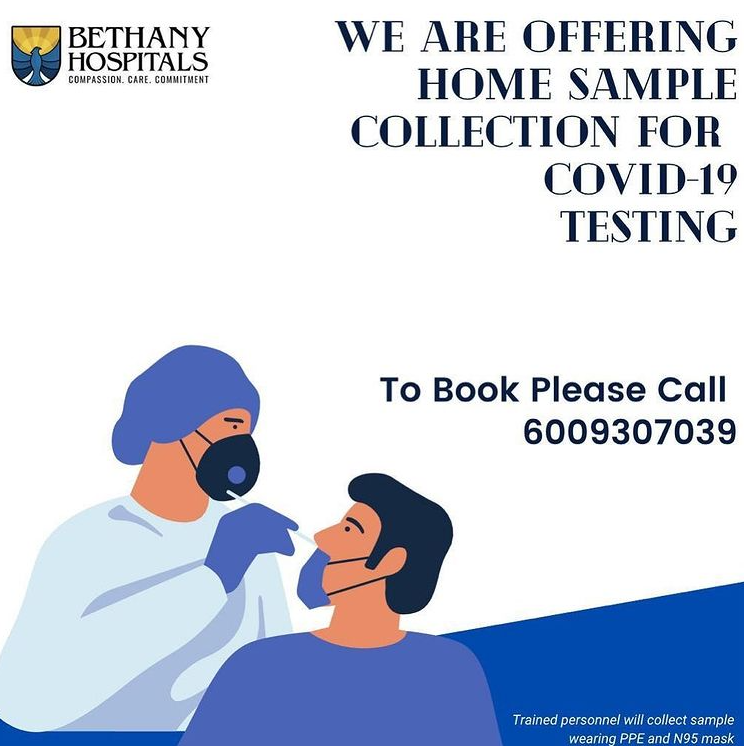 BETHANY
HOSPITALS
COMPASSION. CARE. COMMITMENT
WE ARE OFFERING
HOME SAMPLE
COLLECTION FOR
COVID-19
TESTING
To Book Please Call
6009307039
Trained personnel will collect sample
wearing PPE and N95 mask